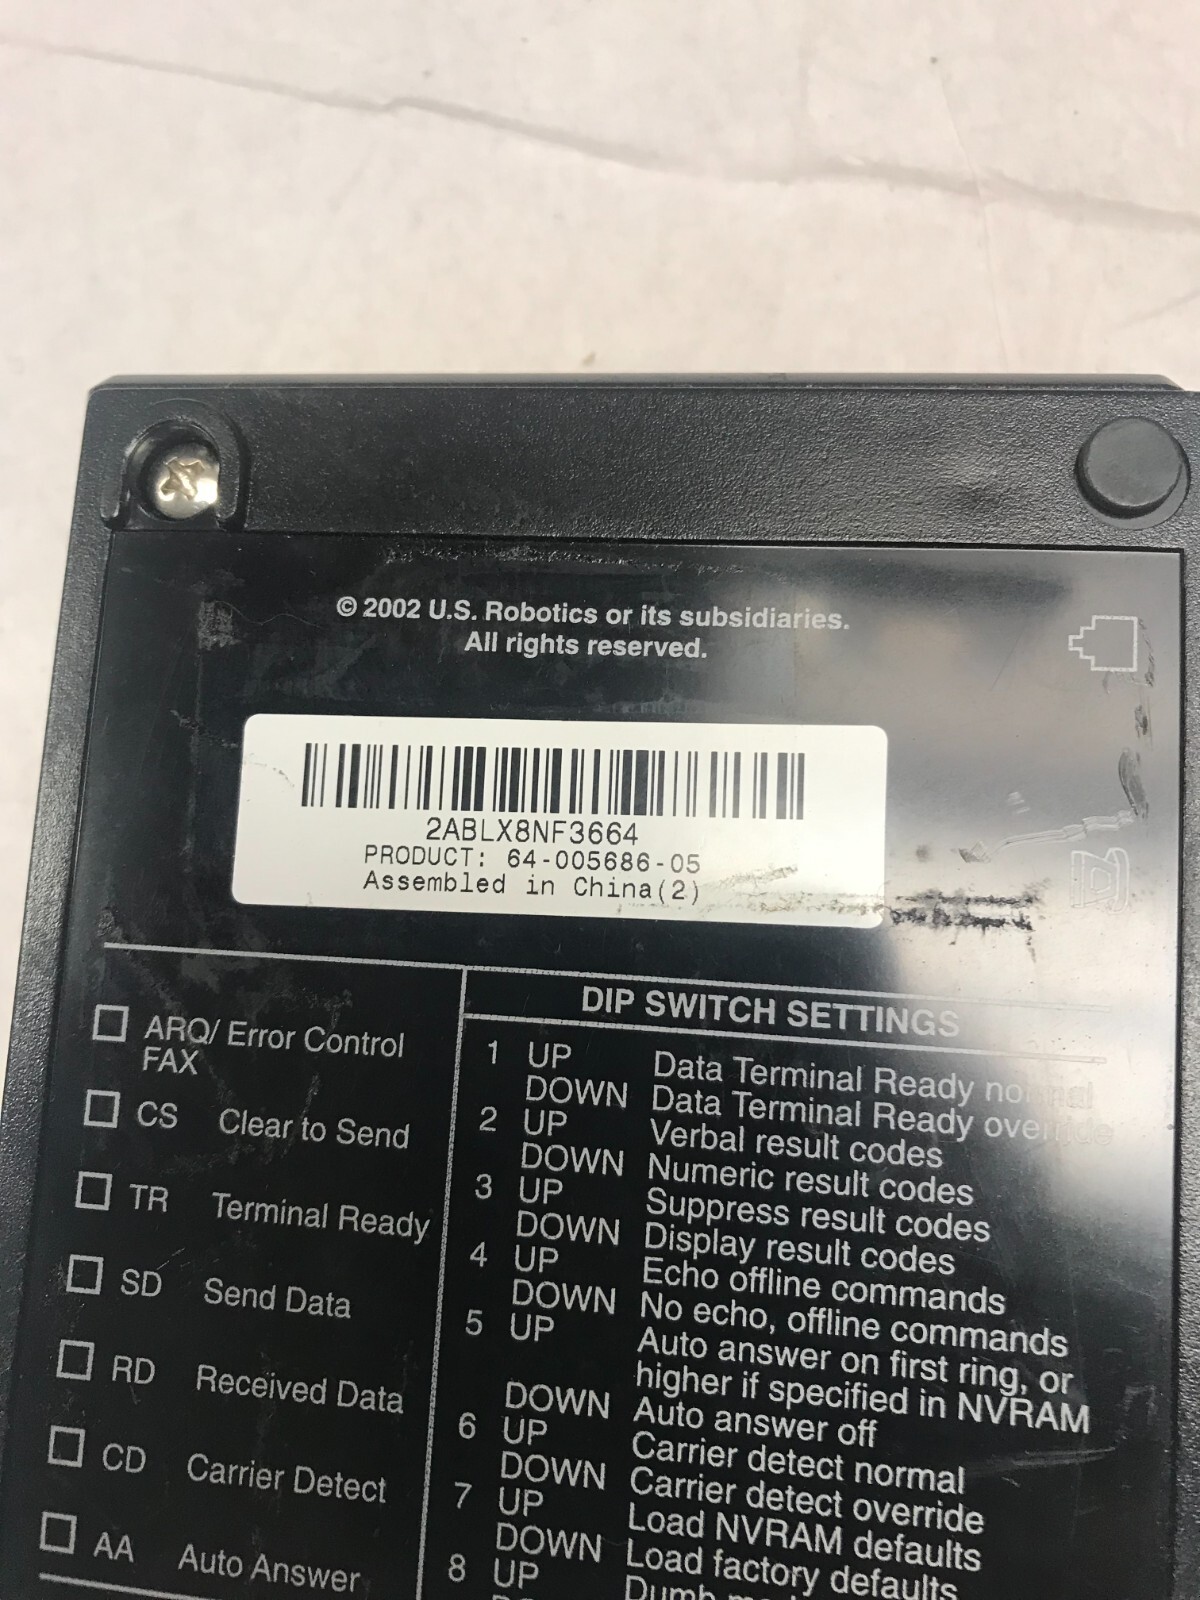 © 2002 U.S. Robotics or its subsidiaries.
All rights reserved.
2ABLX8NF3664
PRODUCT: 64-005686-05
Assembled in China(2)
ARQ/ Error Control
FAX
CS Clear to Send
TR Terminal Ready
SD Send Data
RD Received Data
CD Carrier Detect
AA Auto Answer
DIP SWITCH SETTINGS
1 UP Data Terminal Ready normal
DOWN Data Terminal Ready override
2 UP Verbal result codes
DOWN Numeric result codes
3 UP Suppress result codes
DOWN Display result codes
4 UP Echo offline commands
DOWN No echo, offline commands
5 UP Auto answer on first ring, or
higher if specified in NVRAM
DOWN Auto answer off
6 UP Carrier detect normal
DOWN Carrier detect override
7 UP Load NVRAM defaults
DOWN Load factory defaults
8 UP Dumb